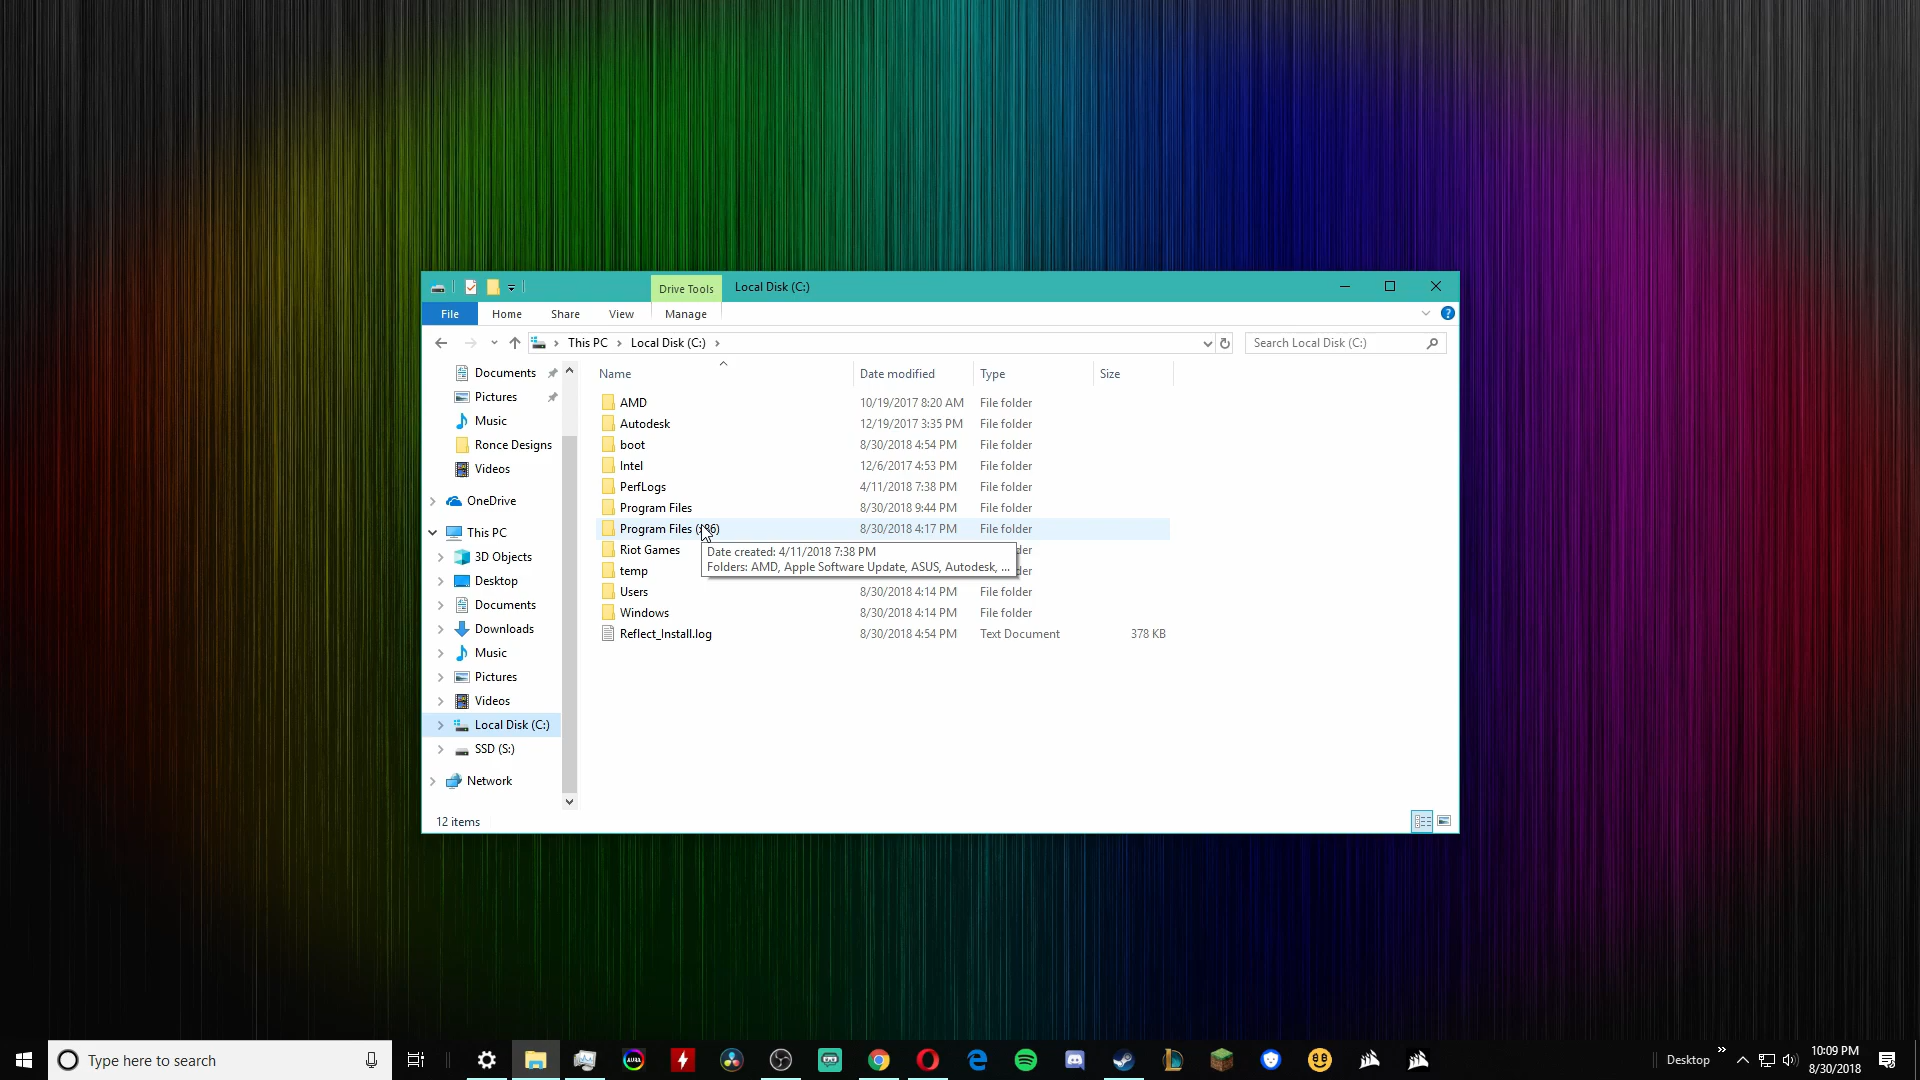 Drive Tools
Local Disk (C:)
File
Home
Share
View
Manage
?
This PC
Local Disk (C:)
Search Local Disk (C:)
Documents
Pictures
Music
Ronce Designs
Videos
OneDrive
This PC
3D Objects
Desktop
Documents
Downloads
Music
Pictures
Videos
Local Disk (C:)
SSD (S:)
Network
Name Date modified Type Size
AMD 10/19/2017 8:20 AM File folder
Autodesk 12/19/2017 3:35 PM File folder
boot 8/30/2018 4:54 PM File folder
Intel 12/6/2017 4:53 PM File folder
PerfLogs 4/11/2018 7:38 PM File folder
Program Files 8/30/2018 9:44 PM File folder
Program Files (x86) 8/30/2018 4:17 PM File folder
Riot Games
Date created: 4/11/2018 7:38 PM
Folders: AMD, Apple Software Update, ASUS, Autodesk, ...
temp
Users 8/30/2018 4:14 PM File folder
Windows 8/30/2018 4:14 PM File folder
Reflect_Install.log 8/30/2018 4:54 PM Text Document 378 KB
12 items
Type here to search
AURA
Desktop
10:09 PM
8/30/2018